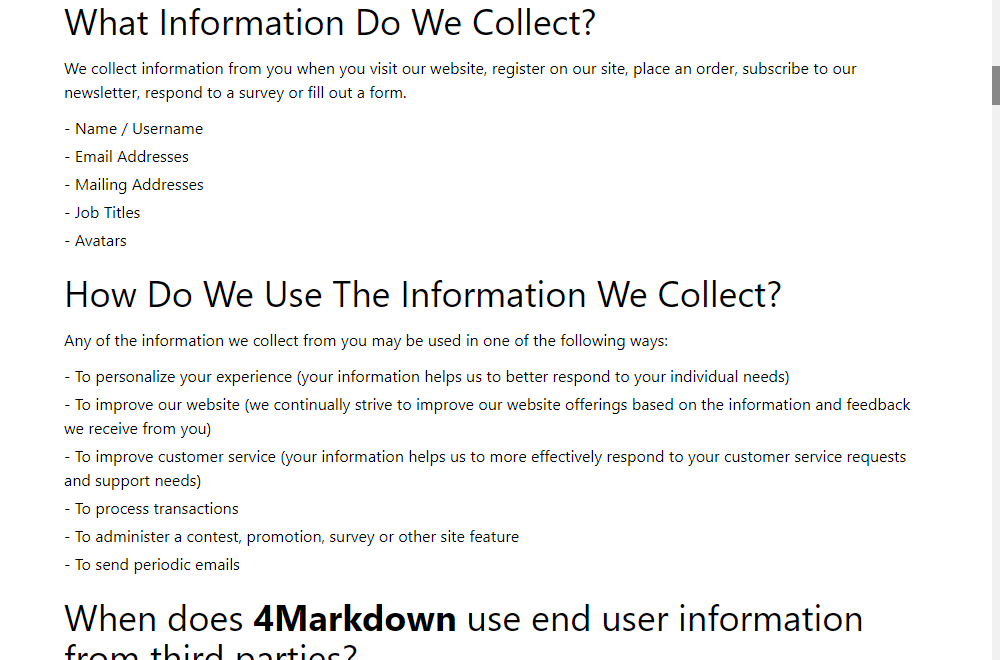 What Information Do We Collect?
We collect information from you when you visit our website, register on our site, place an order, subscribe to our
newsletter, respond to a survey or fill out a form.
- Name / Username
- Email Addresses
- Mailing Addresses
- Job Titles
- Avatars
How Do We Use The Information We Collect?
Any of the information we collect from you may be used in one of the following ways:
- To personalize your experience (your information helps us to better respond to your individual needs)
- To improve our website (we continually strive to improve our website offerings based on the information and feedback
we receive from you)
- To improve customer service (your information helps us to more effectively respond to your customer service requests
and support needs)
- To process transactions
- To administer a contest, promotion, survey or other site feature
- To send periodic emails
When does 4Markdown use end user information
from third parties?